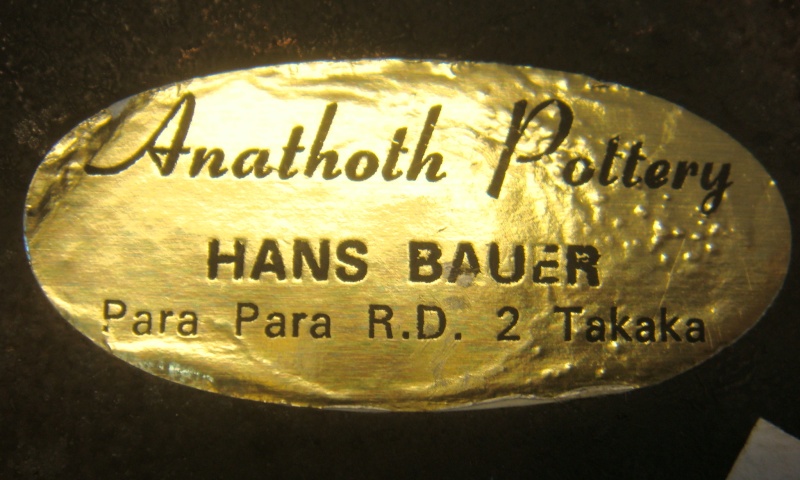 Anathoth Pottery
HANS BAUER
Para Para R.D. 2 Takaka